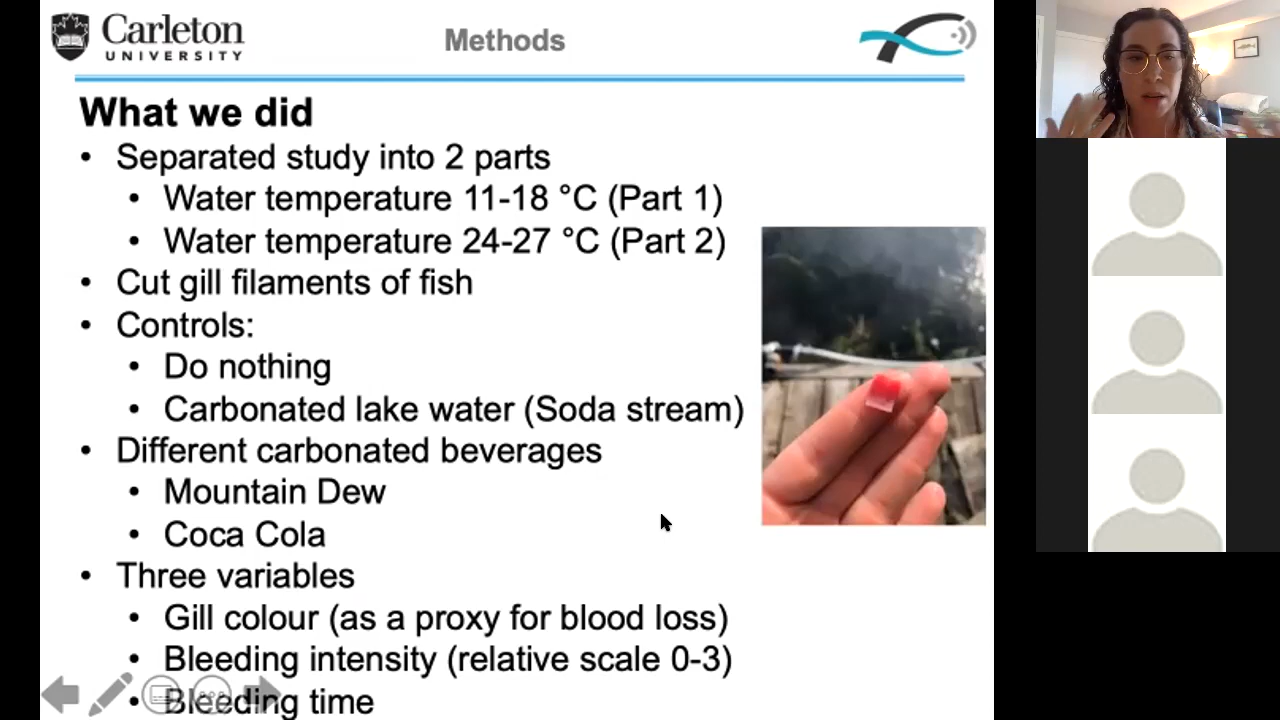 Carleton
UNIVERSITY
Methods
What we did
• Separated study into 2 parts
• Water temperature 11-18 °C (Part 1)
• Water temperature 24-27 °C (Part 2)
• Cut gill filaments of fish
• Controls:
• Do nothing
• Carbonated lake water (Soda stream)
• Different carbonated beverages
• Mountain Dew
• Coca Cola
• Three variables
• Gill colour (as a proxy for blood loss)
• Bleeding intensity (relative scale 0-3)
• Bleeding time